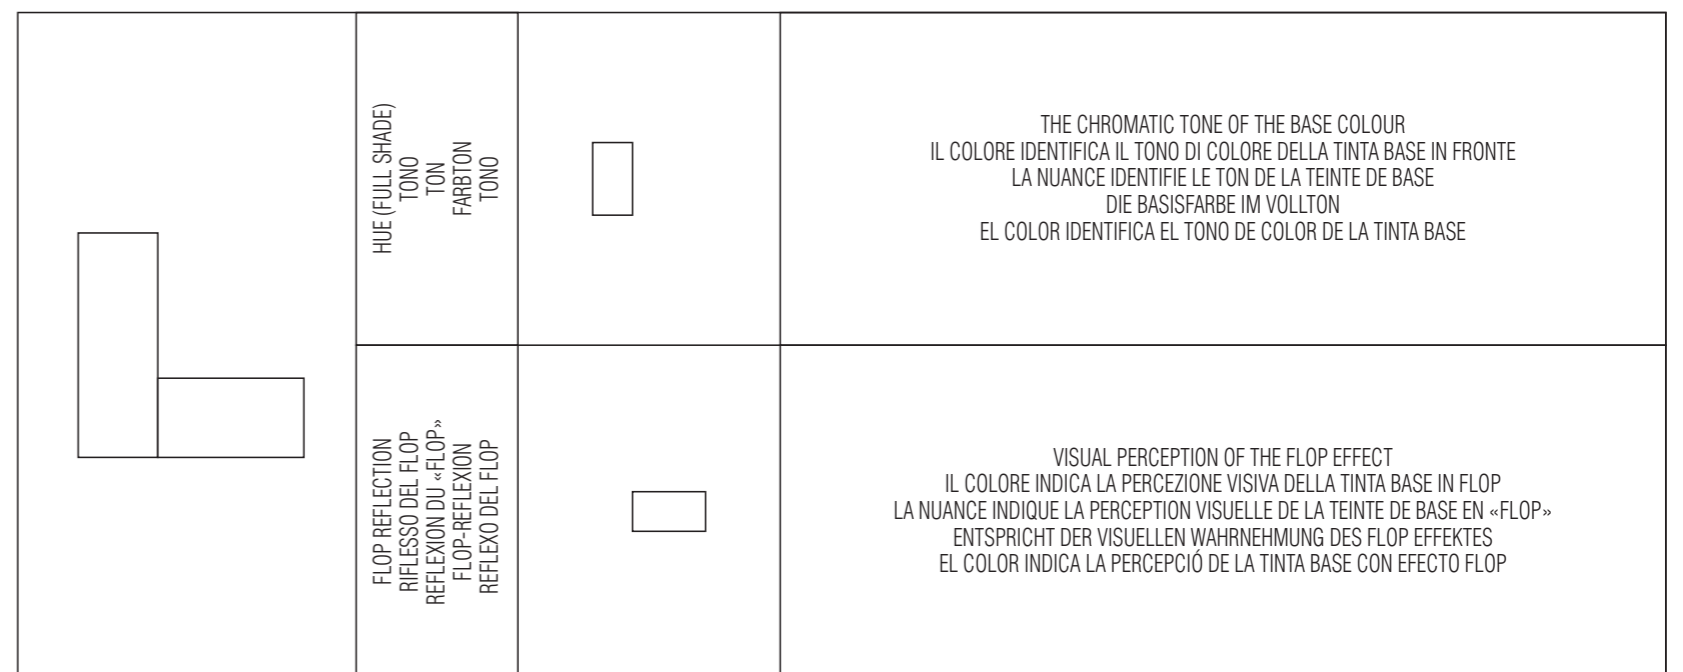 HUE (FULL SHADE)
TONO
TON
FARBTON
TONO
THE CHROMATIC TONE OF THE BASE COLOUR
IL COLORE IDENTIFICA IL TONO DI COLORE DELLA TINTA BASE IN FRONTE
LA NUANCE IDENTIFIE LE TON DE LA TEINTE DE BASE
DIE BASISFARBE IM VOLLTON
EL COLOR IDENTIFICA EL TONO DE COLOR DE LA TINTA BASE
FLOP REFLECTION
RIFLESSO DEL FLOP
REFLEXION DU «FLOP»
FLOP-REFLEXION
REFLEXO DEL FLOP
VISUAL PERCEPTION OF THE FLOP EFFECT
IL COLORE INDICA LA PERCEZIONE VISIVA DELLA TINTA BASE IN FLOP
LA NUANCE INDIQUE LA PERCEPTION VISUELLE DE LA TEINTE DE BASE EN «FLOP»
ENTSPRICHT DER VISUELLEN WAHRNEHMUNG DES FLOP EFFEKTES
EL COLOR INDICA LA PERCEPCIÓ DE LA TINTA BASE CON EFECTO FLOP